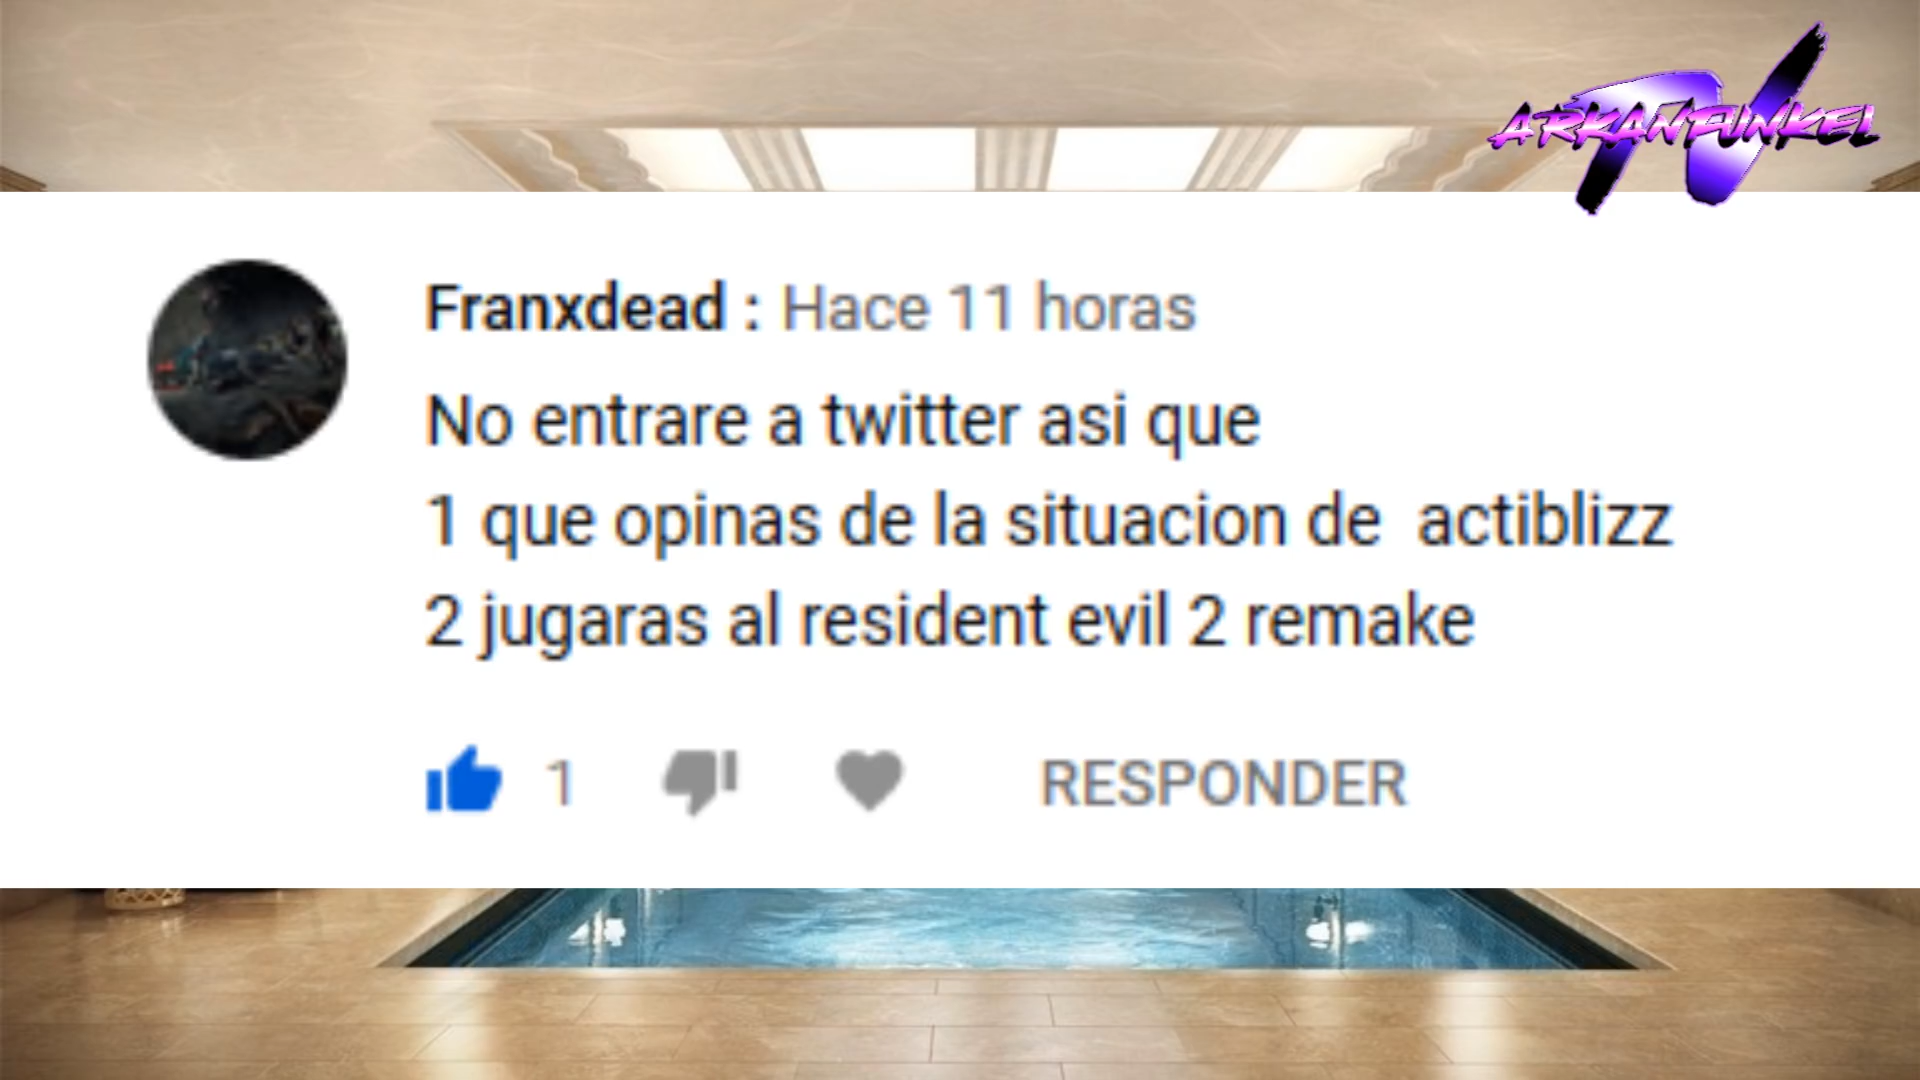 ARKANFUNKEL
TV
Franxdead : Hace 11 horas
No entrare a twitter asi que
1 que opinas de la situacion de  actiblizz
2 jugaras al resident evil 2 remake
1
RESPONDER